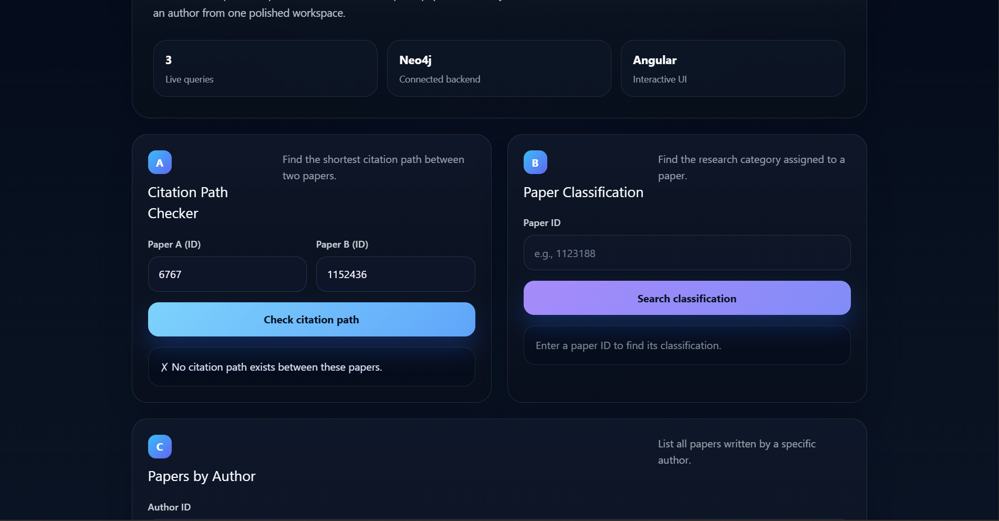 an author from one polished workspace.
3
Live queries
Neo4j
Connected backend
Angular
Interactive UI
A
Find the shortest citation path between
two papers.
Citation Path
Checker
Paper A (ID)
Paper B (ID)
6767
1152436
Check citation path
✗ No citation path exists between these papers.
B
Find the research category assigned to a
paper.
Paper Classification
Paper ID
e.g., 1123188
Search classification
Enter a paper ID to find its classification.
C
List all papers written by a specific
author.
Papers by Author
Author ID